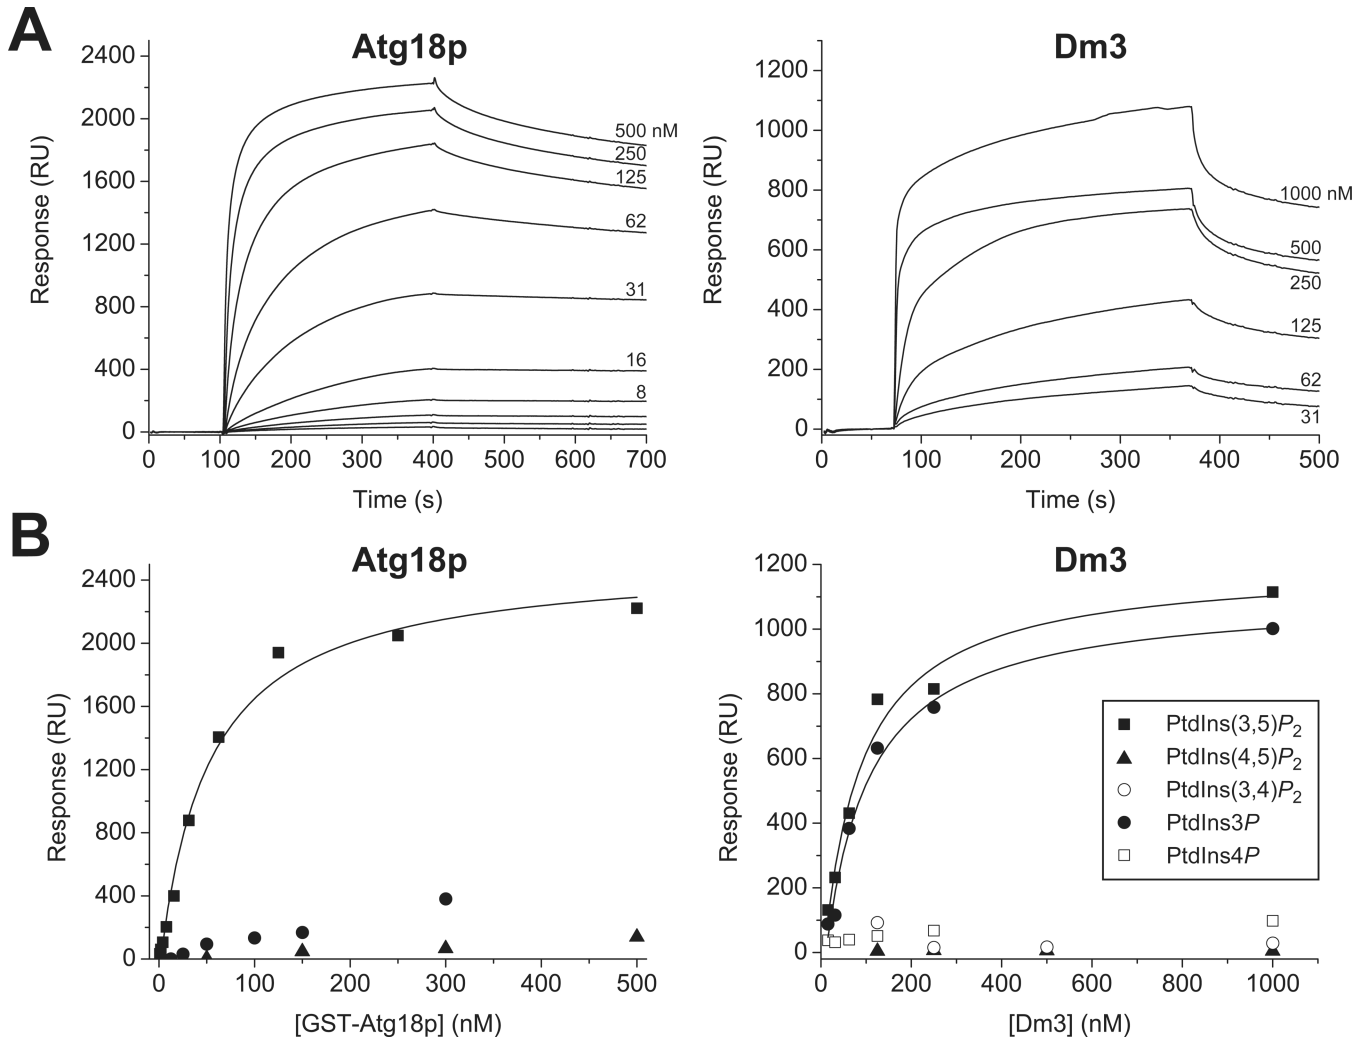 A
Atg18p
Dm3
2400
2000
1600
1200
800
400
0
Response (RU)
500 nM
250
125
62
31
16
8
0 100 200 300 400 500 600 700
Time (s)
1200
1000
800
600
400
200
0
Response (RU)
1000 nM
500
250
125
62
31
0 100 200 300 400 500
Time (s)
B
Atg18p
Dm3
2400
2000
1600
1200
800
400
0
Response (RU)
0 100 200 300 400 500
[GST-Atg18p] (nM)
1200
1000
800
600
400
200
0
Response (RU)
PtdIns(3,5)P2
PtdIns(4,5)P2
PtdIns(3,4)P2
PtdIns3P
PtdIns4P
0 200 400 600 800 1000
[Dm3] (nM)